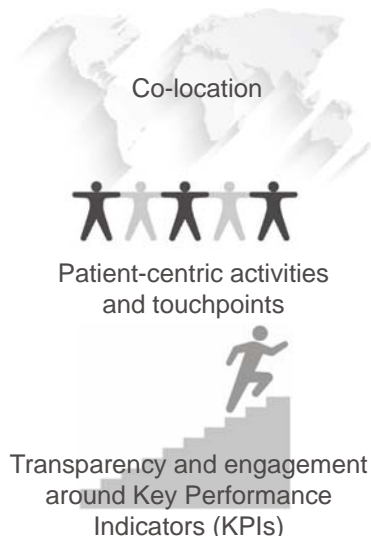 Co-location
Patient-centric activities
and touchpoints
Transparency and engagement
around Key Performance
Indicators (KPIs)